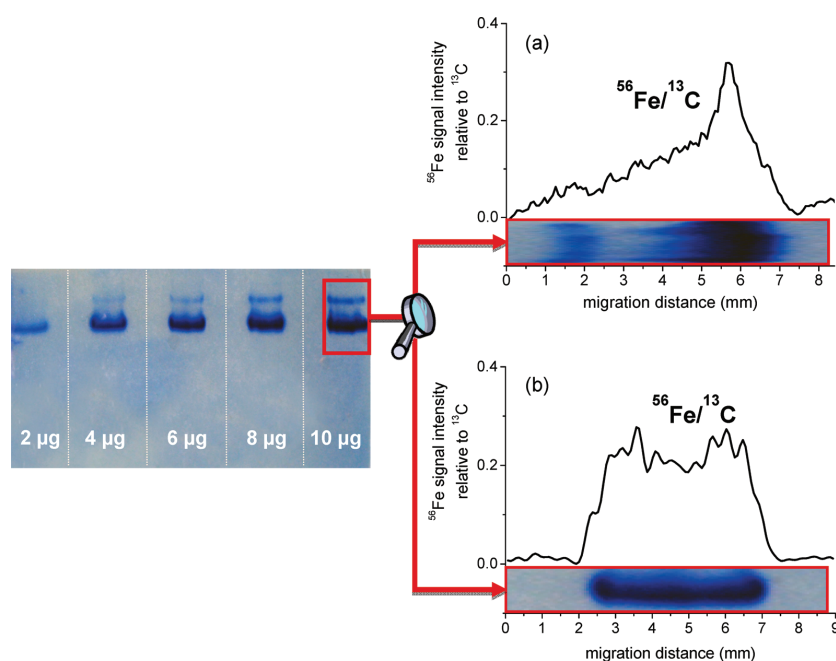 2 µg
4 µg
6 µg
8 µg
10 µg
(a)
⁵⁶Fe/¹³C
⁵⁶Fe signal intensity
relative to ¹³C
0.4
0.2
0.0
0 1 2 3 4 5 6 7 8
migration distance (mm)
(b)
⁵⁶Fe/¹³C
⁵⁶Fe signal intensity
relative to ¹³C
0.4
0.2
0.0
0 1 2 3 4 5 6 7 8 9
migration distance (mm)